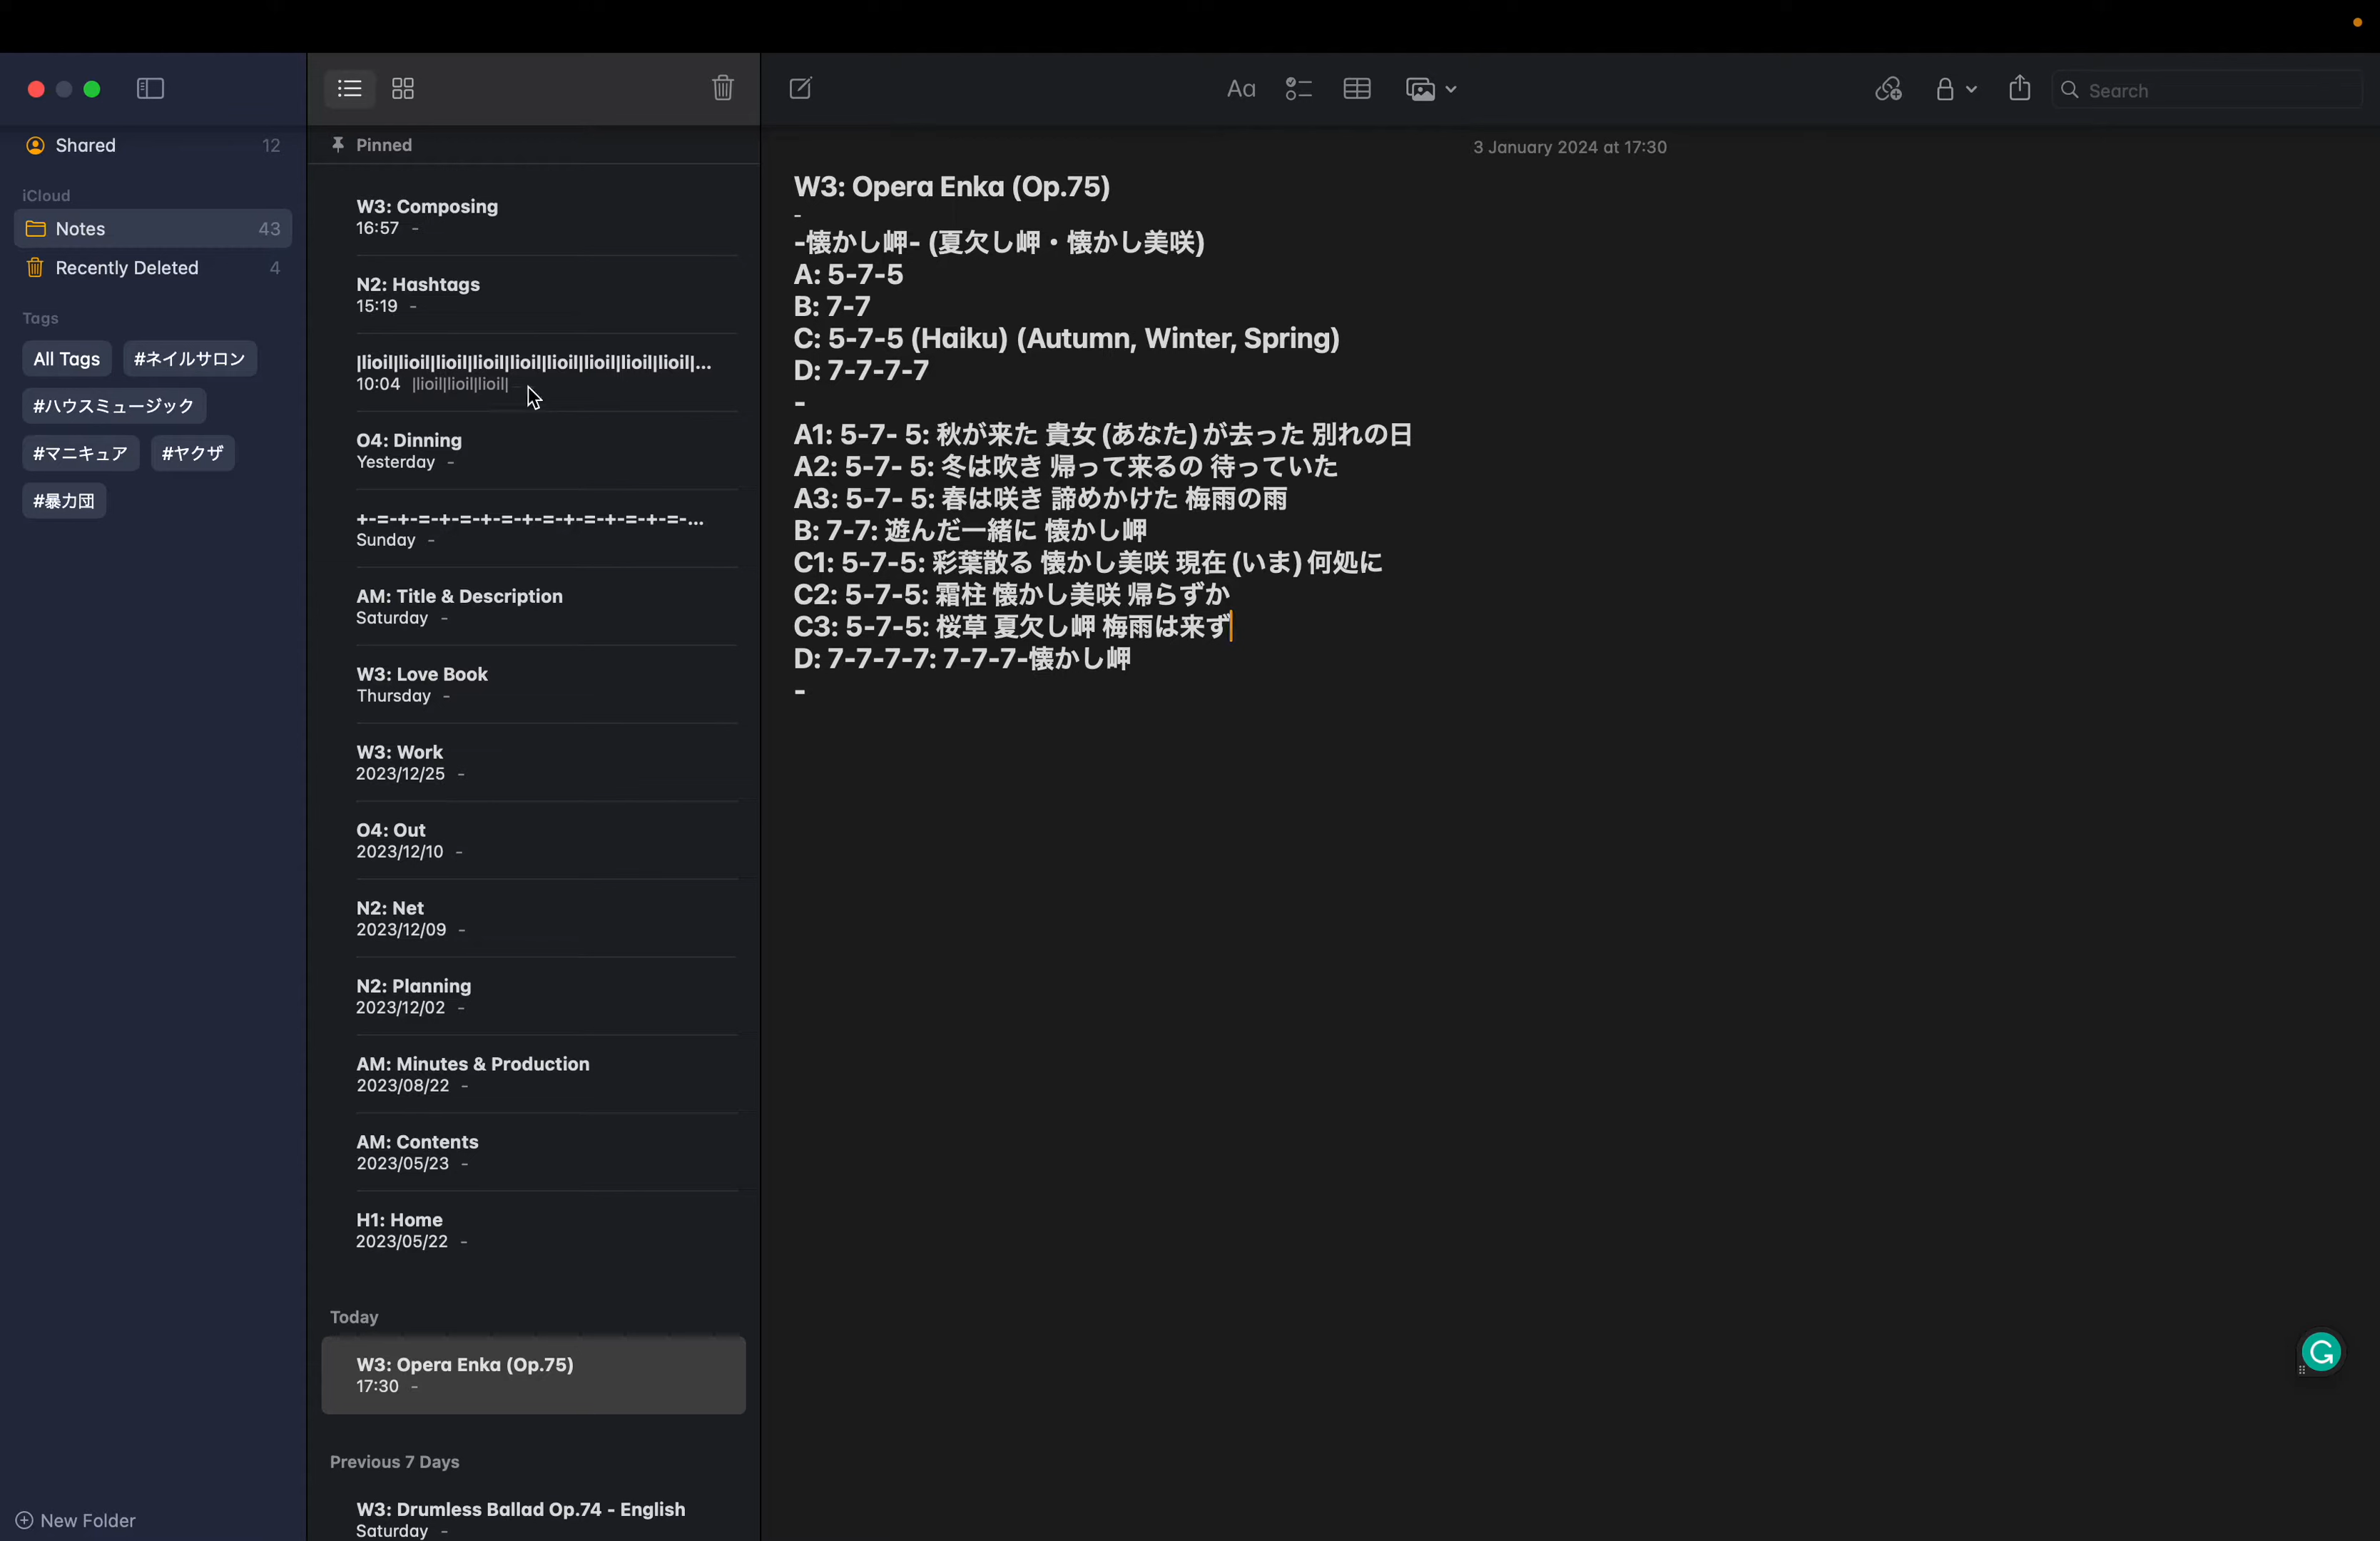 Shared 12
iCloud
Notes 43
Recently Deleted 4
Tags
All Tags #ネイルサロン
#ハウスミュージック
#マニキュア #ヤクザ
#暴力団
New Folder
Pinned
W3: Composing
16:57 -
N2: Hashtags
15:19 -
|lioil|lioil|lioil|lioil|lioil|lioil|lioil|lioil|lioil|...
10:04 |lioil|lioil|lioil|
O4: Dinning
Yesterday -
+-=-+-=-+-=-+-=-+-=-+-=-+-=-+-=-...
Sunday -
AM: Title & Description
Saturday -
W3: Love Book
Thursday -
W3: Work
2023/12/25 -
O4: Out
2023/12/10 -
N2: Net
2023/12/09 -
N2: Planning
2023/12/02 -
AM: Minutes & Production
2023/08/22 -
AM: Contents
2023/05/23 -
H1: Home
2023/05/22 -
Today
W3: Opera Enka (Op.75)
17:30 -
Previous 7 Days
W3: Drumless Ballad Op.74 - English
Saturday -
Aa
Search
3 January 2024 at 17:30
W3: Opera Enka (Op.75)
-
-懐かし岬- (夏欠し岬・懐かし美咲)
A: 5-7-5
B: 7-7
C: 5-7-5 (Haiku) (Autumn, Winter, Spring)
D: 7-7-7-7
-
A1: 5-7- 5: 秋が来た 貴女(あなた)が去った 別れの日
A2: 5-7- 5: 冬は吹き 帰って来るの 待っていた
A3: 5-7- 5: 春は咲き 諦めかけた 梅雨の雨
B: 7-7: 遊んだ一緒に 懐かし岬
C1: 5-7-5: 彩葉散る 懐かし美咲 現在(いま)何処に
C2: 5-7-5: 霜柱 懐かし美咲 帰らずか
C3: 5-7-5: 桜草 夏欠し岬 梅雨は来ず
D: 7-7-7-7: 7-7-7-懐かし岬
-